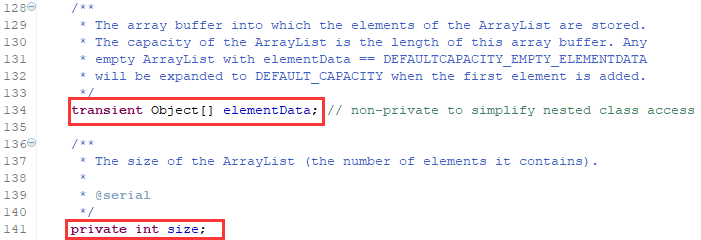 128 /**
129 * The array buffer into which the elements of the ArrayList are stored.
130 * The capacity of the ArrayList is the length of this array buffer. Any
131 * empty ArrayList with elementData == DEFAULTCAPACITY_EMPTY_ELEMENTDATA
132 * will be expanded to DEFAULT_CAPACITY when the first element is added.
133 */
134 transient Object[] elementData; // non-private to simplify nested class access
135
136 /**
137 * The size of the ArrayList (the number of elements it contains).
138 *
139 * @serial
140 */
141 private int size;